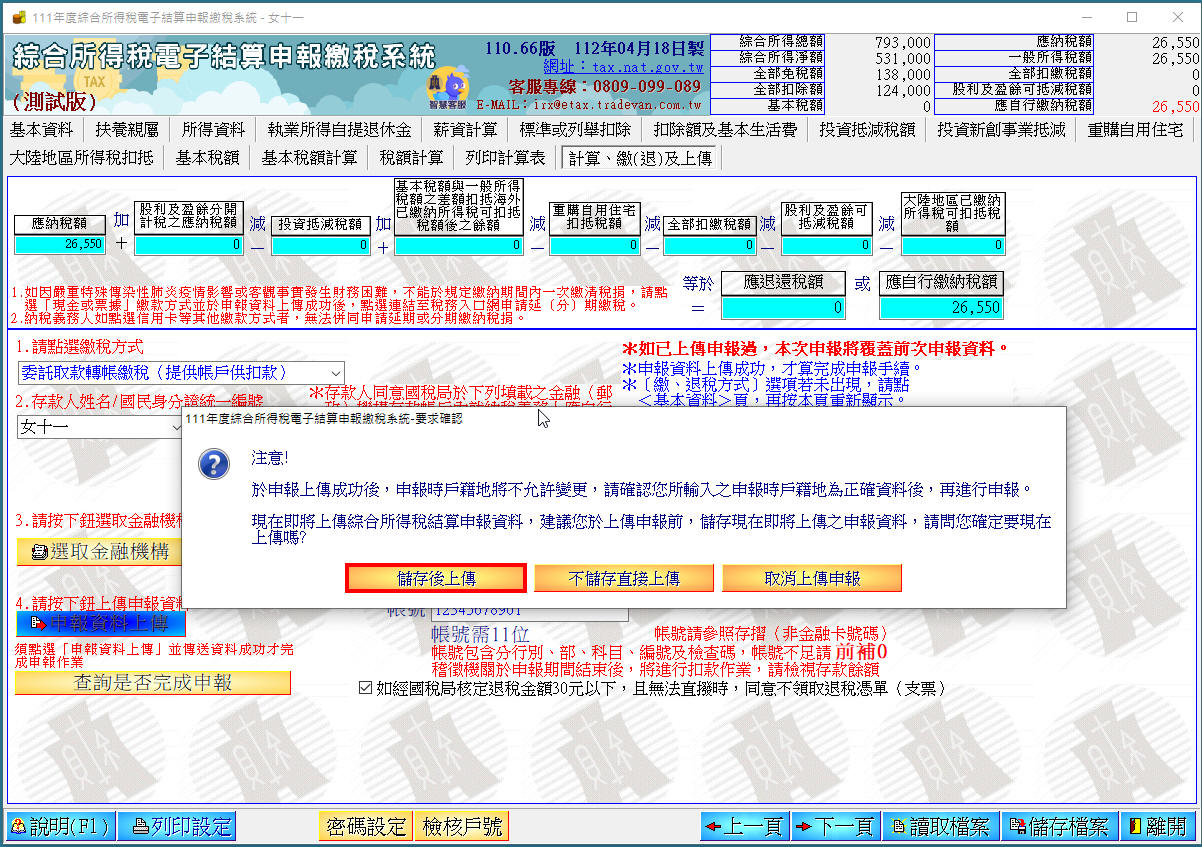 111年度綜合所得稅電子結算申報繳稅系統 - 女十一
綜合所得稅電子結算申報繳稅系統
(測試版)
TAX
智慧客服
110.66版 112年04月18日製
網址：tax.nat.gov.tw
客服專線：0809-099-089
E-MAIL：irx@etax.tradevan.com.tw
綜合所得總額 793,000 應納稅額 26,550
綜合所得淨額 531,000 一般所得稅額 26,550
全部免稅額 138,000 全部扣繳稅額 0
全部扣除額 124,000 股利及盈餘可抵減稅額 0
基本稅額 0 應自行繳納稅額 26,550
基本資料 扶養親屬 所得資料 執業所得自提退休金 薪資計算 標準或列舉扣除 扣除額及基本生活費 投資抵減稅額 投資新創事業抵減 重購自用住宅
大陸地區所得稅扣抵 基本稅額 基本稅額計算 稅額計算 列印計算表 計算、繳(退)及上傳
應納稅額
26,550
加
＋
股利及盈餘分開
計稅之應納稅額
0
減
－
投資抵減稅額
0
加
＋
基本稅額與一般所得
稅額之差額扣抵海外
已繳納所得稅可扣抵
稅額後之餘額
0
減
－
重購自用住宅
扣抵稅額
0
減
－
全部扣繳稅額
0
減
－
股利及盈餘可
抵減稅額
0
減
－
大陸地區已繳納
所得稅可扣抵稅
額
0
等於
＝
應退還稅額
0
或
應自行繳納稅額
26,550
1.如因嚴重特殊傳染性肺炎疫情影響或客觀事實發生財務困難，不能於規定繳納期間內一次繳清稅捐，請點
選「現金或票據」繳款方式並於申報資料上傳成功後，點選連結至稅務入口網申請延（分）期繳稅。
2.納稅義務人如點選信用卡等其他繳款方式者，無法併同申請延期或分期繳納稅捐。
1.請點選繳稅方式
委託取款轉帳繳稅（提供帳戶供扣款）
2.存款人姓名/國民身分證統一編號
女十一
＊存款人同意國稅局於下列填載之金融（郵
＊如已上傳申報過，本次申報將覆蓋前次申報資料。
＊申報資料上傳成功，才算完成申報手續。
＊〔繳、退稅方式〕選項若未出現，請點
＜基本資料＞頁，再按本頁重新顯示。
111年度綜合所得稅電子結算申報繳稅系統-要求確認
注意!
於申報上傳成功後，申報時戶籍地將不允許變更，請確認您所輸入之申報時戶籍地為正確資料後，再進行申報。
現在即將上傳綜合所得稅結算申報資料，建議您於上傳申報前，儲存現在即將上傳之申報資料，請問您確定要現在
上傳嗎?
儲存後上傳 不儲存直接上傳 取消上傳申報
3.請按下鈕選取金融機
選取金融機構
4.請按下鈕上傳申報資
申報資料上傳
須點選「申報資料上傳」並傳送資料成功才完
成申報作業
查詢是否完成申報
帳號 12345678901
帳號需11位 帳號請參照存摺（非金融卡號碼）
帳號包含分行別、部、科目、編號及檢查碼，帳號不足請 前補0
稽徵機關於申報期間結束後，將進行扣款作業，請檢視存款餘額
如經國稅局核定退稅金額30元以下，且無法直撥時，同意不領取退稅憑單（支票）
說明(F1) 列印設定 密碼設定 檢核戶號 上一頁 下一頁 讀取檔案 儲存檔案 離開